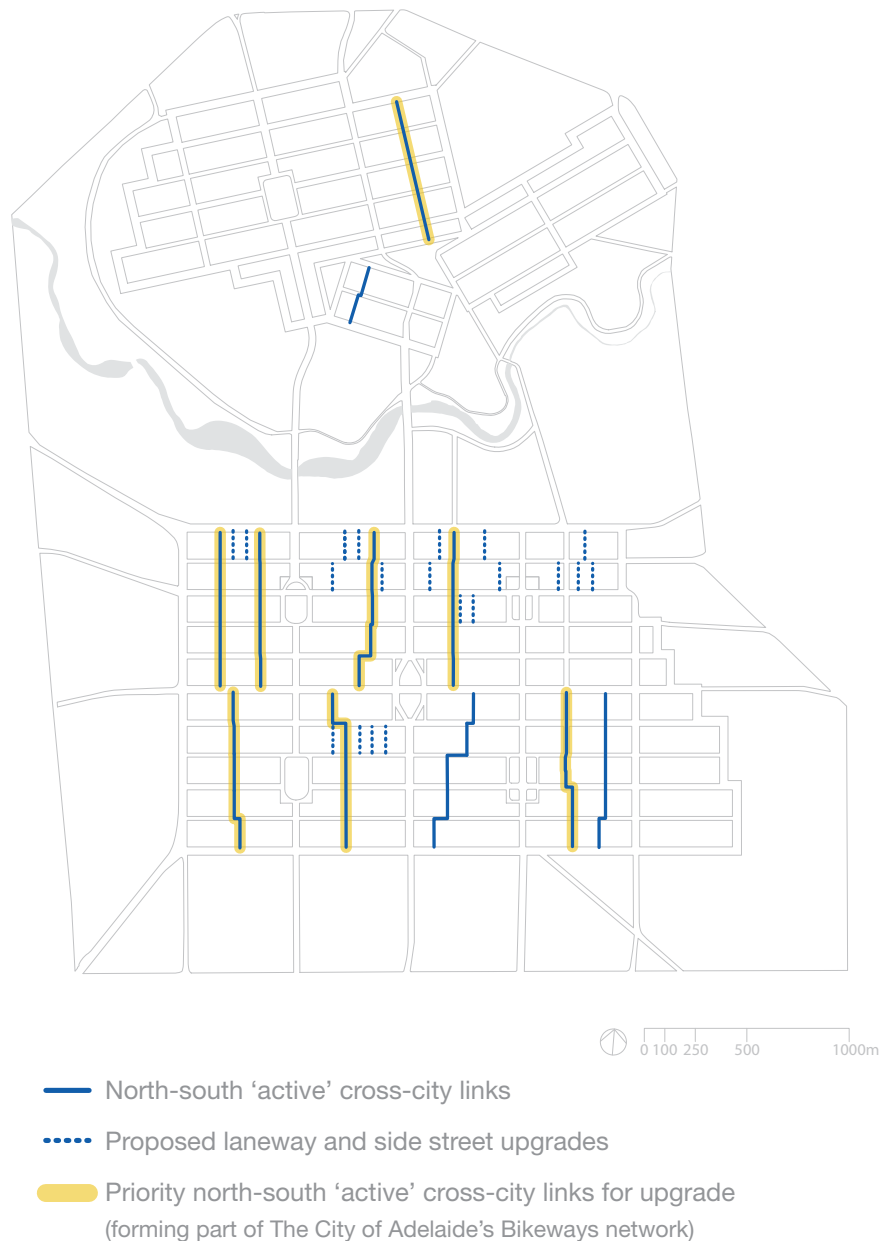 0 100 250 500 1000m
North-south ‘active’ cross-city links
Proposed laneway and side street upgrades
Priority north-south ‘active’ cross-city links for upgrade
(forming part of The City of Adelaide’s Bikeways network)